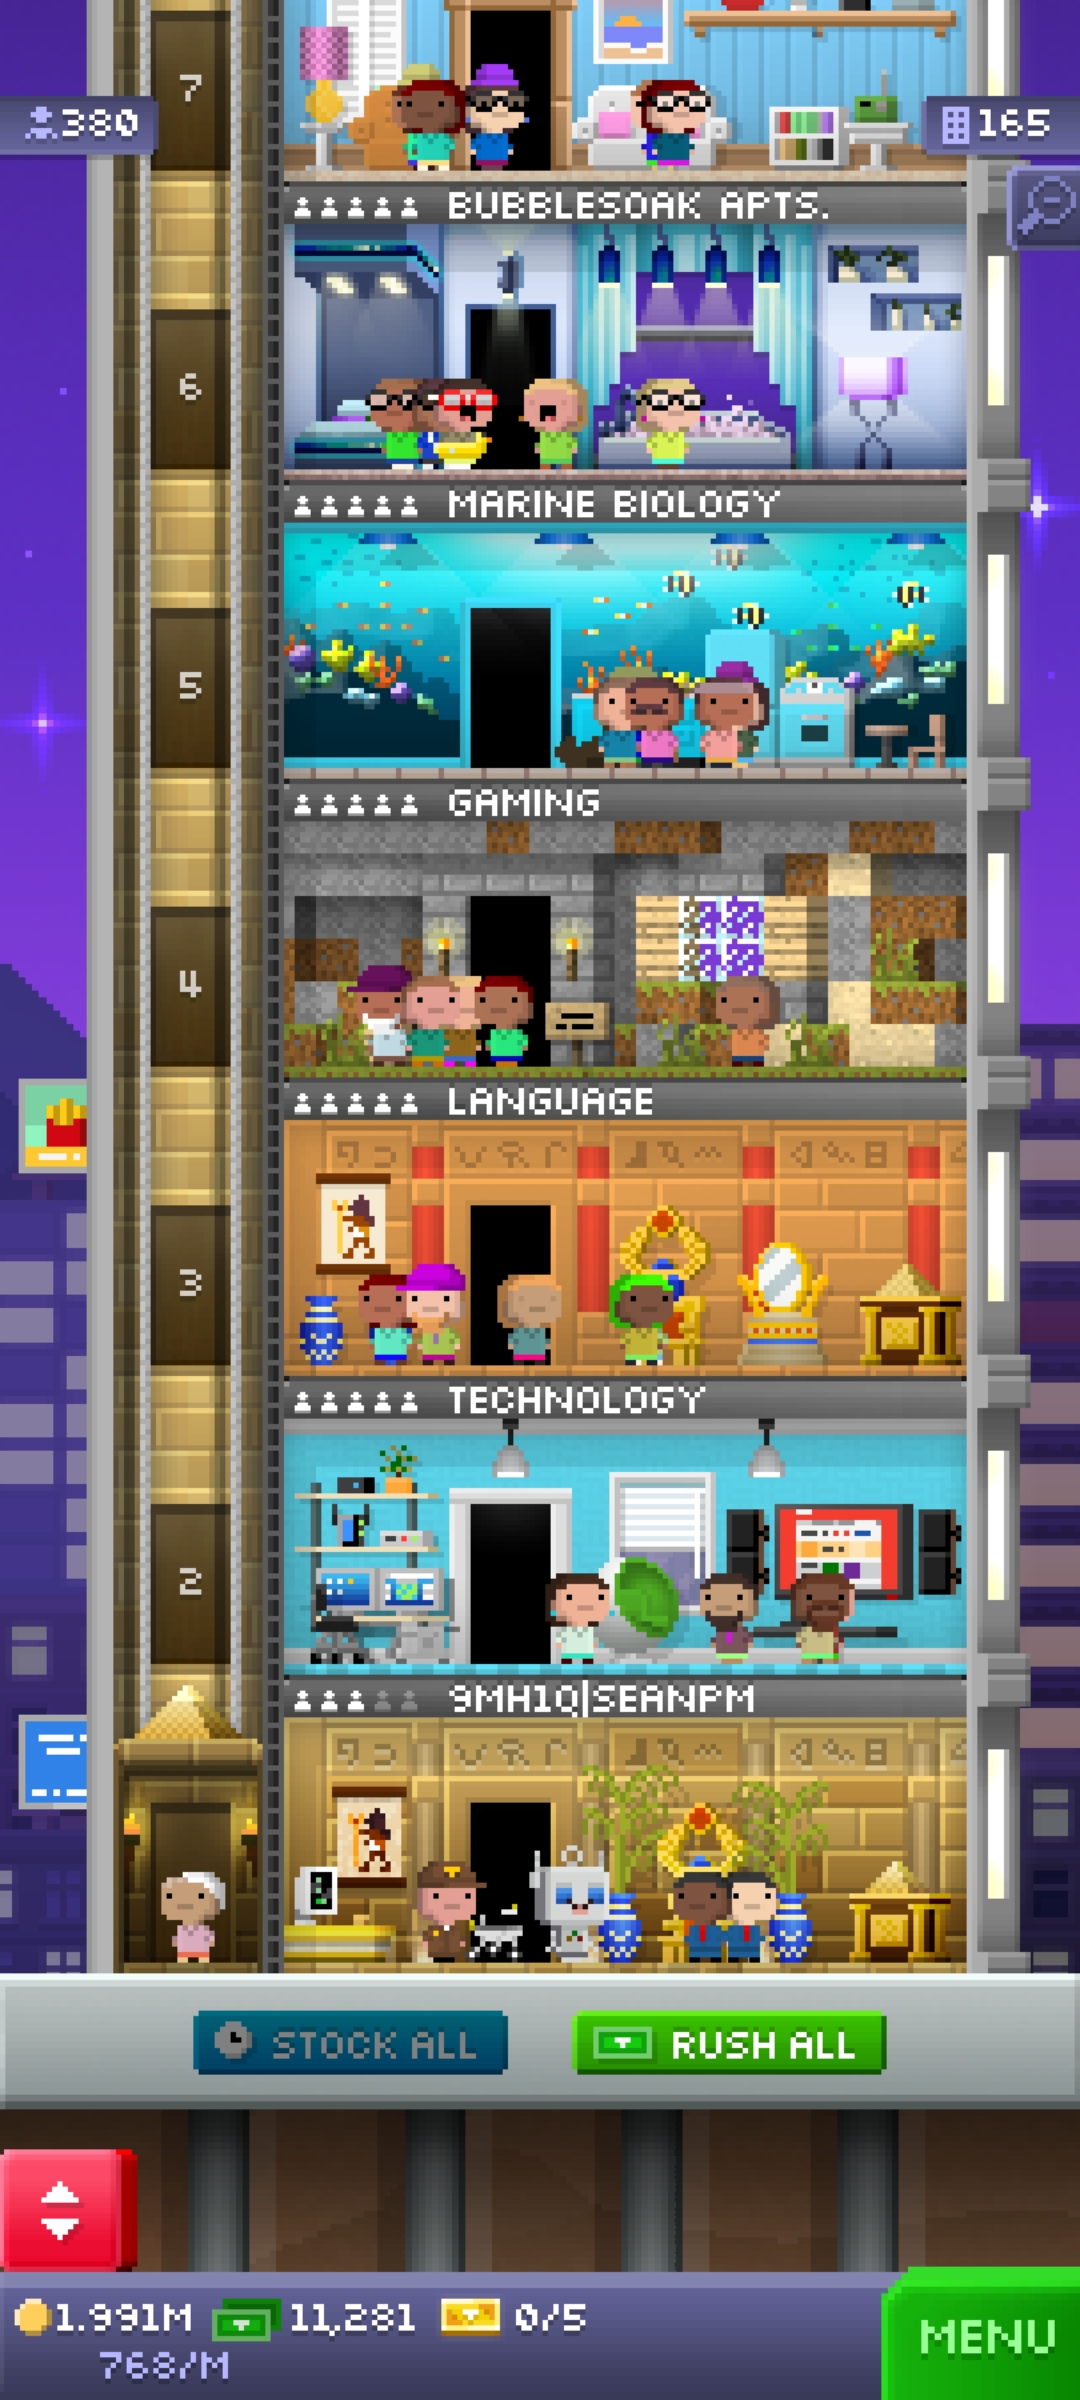 7
380
165
BUBBLESOAK APTS.
6
MARINE BIOLOGY
5
GAMING
4
LANGUAGE
3
TECHNOLOGY
2
9MH1Q|SEANPM
STOCK ALL
RUSH ALL
1.991M
11,281
0/5
768/M
MENU